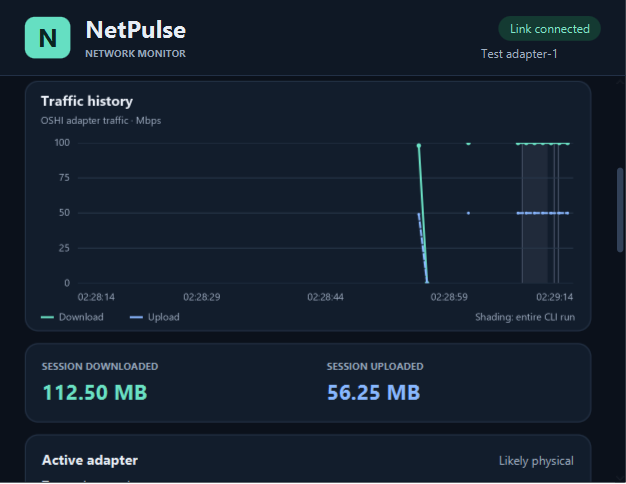 N
NetPulse
NETWORK MONITOR
Link connected
Test adapter-1
Traffic history
OSHI adapter traffic · Mbps
100
75
50
25
0
02:28:14 02:28:29 02:28:44 02:28:59 02:29:14
Download Upload Shading: entire CLI run
SESSION DOWNLOADED SESSION UPLOADED
112.50 MB 56.25 MB
Active adapter Likely physical